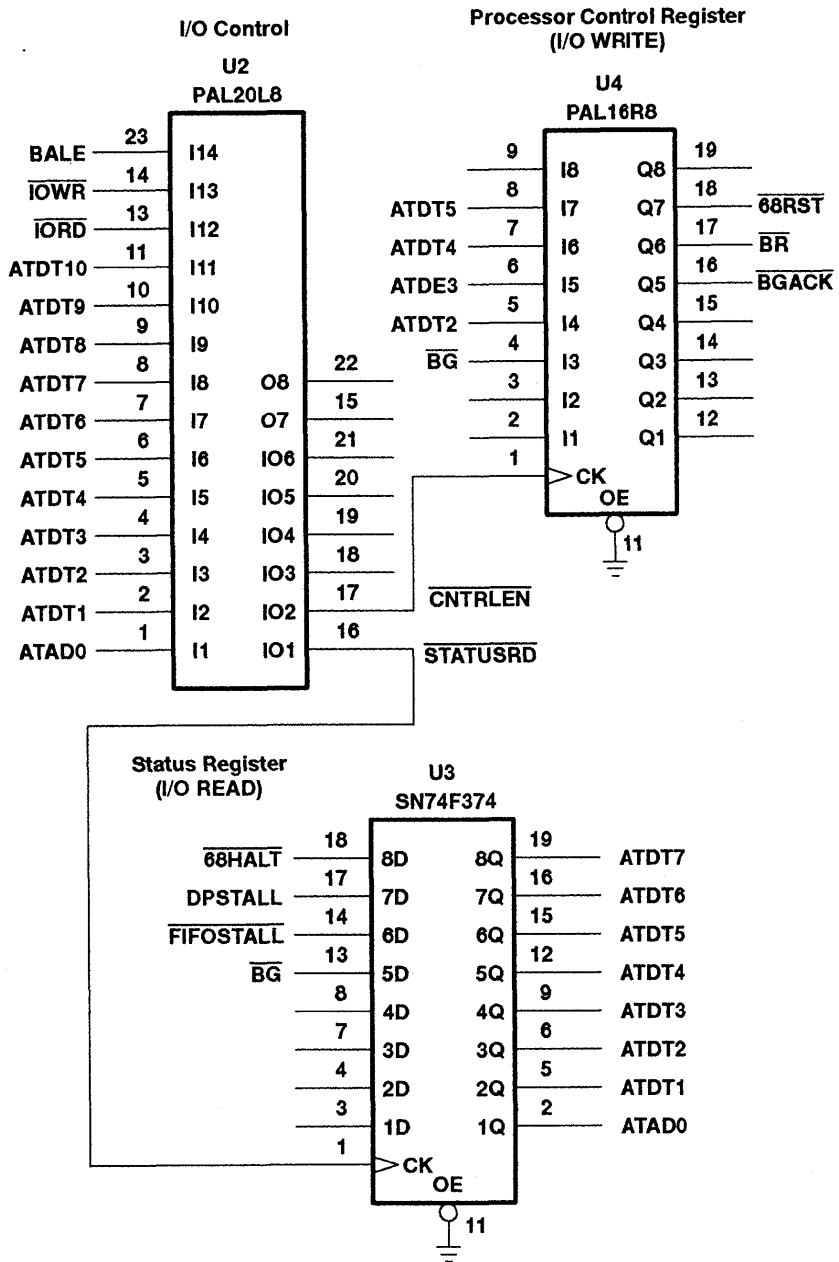 I/O Control
U2
PAL20L8
BALE 23 I14
IOWR 14 I13
IORD 13 I12
ATDT10 11 I11
ATDT9 10 I10
ATDT8 9 I9
ATDT7 8 I8 O8 22
ATDT6 7 I7 O7 15
ATDT5 6 I6 IO6 21
ATDT4 5 I5 IO5 20
ATDT3 4 I4 IO4 19
ATDT2 3 I3 IO3 18
ATDT1 2 I2 IO2 17 CNTRLEN
ATAD0 1 I1 IO1 16 STATUSRD
Processor Control Register
(I/O WRITE)
U4
PAL16R8
9 I8 Q8 19
ATDT5 8 I7 Q7 18 68RST
ATDT4 7 I6 Q6 17 BR
ATDE3 6 I5 Q5 16 BGACK
ATDT2 5 I4 Q4 15
BG 4 I3 Q3 14
3 I2 Q2 13
2 I1 Q1 12
1 CK
OE
11
Status Register
(I/O READ)
U3
SN74F374
68HALT 18 8D 8Q 19 ATDT7
DPSTALL 17 7D 7Q 16 ATDT6
FIFOSTALL 14 6D 6Q 15 ATDT5
BG 13 5D 5Q 12 ATDT4
8 4D 4Q 9 ATDT3
7 3D 3Q 6 ATDT2
4 2D 2Q 5 ATDT1
3 1D 1Q 2 ATAD0
1 CK
OE
11